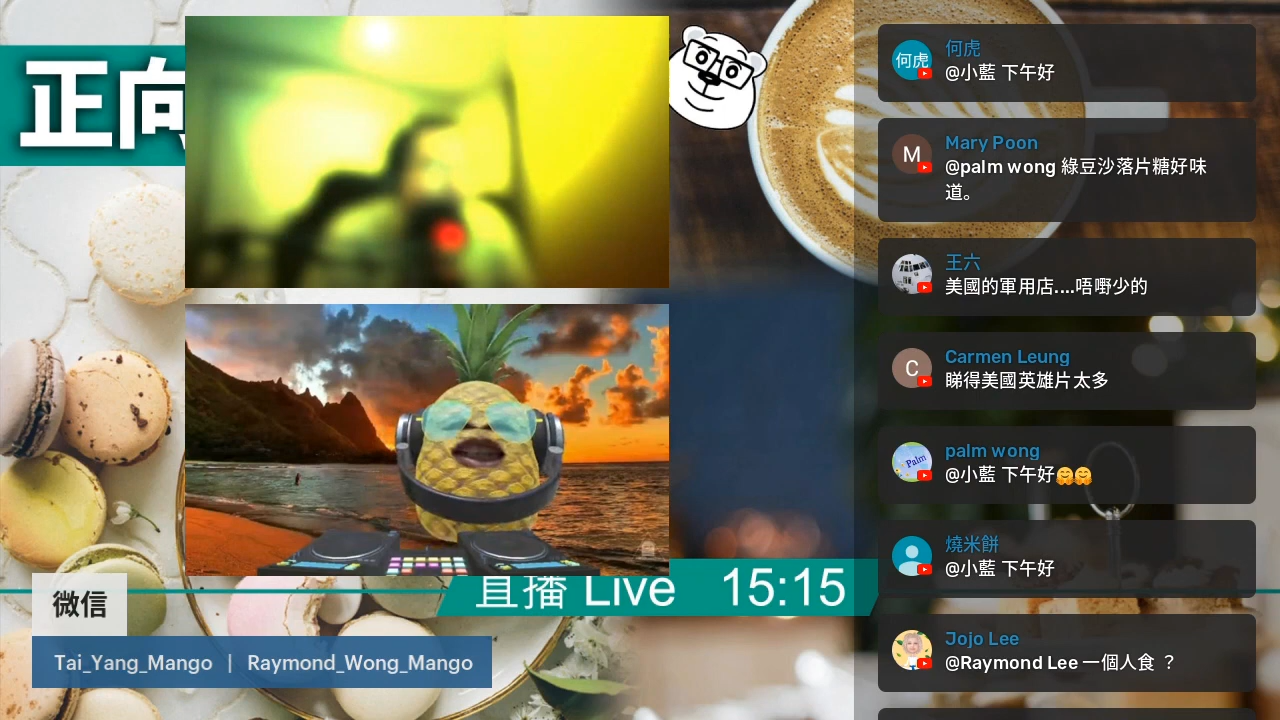 正向
何虎
何虎
@小藍 下午好
M
Mary Poon
@palm wong 綠豆沙落片糖好味
道。
王六
美國的軍用店....唔嘢少的
C
Carmen Leung
睇得美國英雄片太多
Palm
palm wong
@小藍 下午好🤗🤗
燒米餅
@小藍 下午好
Jojo Lee
@Raymond Lee 一個人食 ？
直播 Live 15:15
微信
Tai_Yang_Mango | Raymond_Wong_Mango